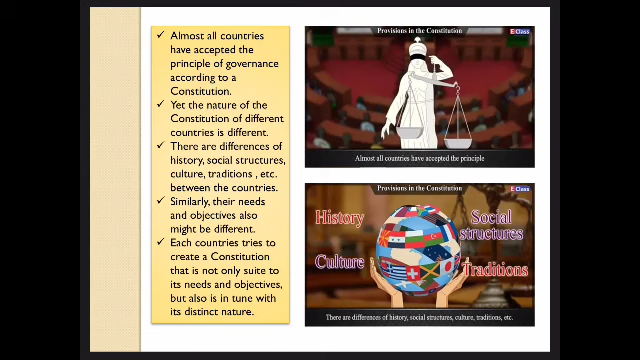 ✓ Almost all countries
have accepted the
principle of governance
according to a
Constitution.
✓ Yet the nature of the
Constitution of different
countries is different.
✓ There are differences of
history, social structures,
culture, traditions , etc.
between the countries.
✓ Similarly, their needs
and objectives also
might be different.
✓ Each countries tries to
create a Constitution
that is not only suite to
its needs and objectives,
but also is in tune with
its distinct nature.
Provisions in the Constitution
E Class
Almost all countries have accepted the principle
Provisions in the Constitution
E Class
History
Social
structures
Culture
Traditions
There are differences of history, social structures, culture, traditions, etc.